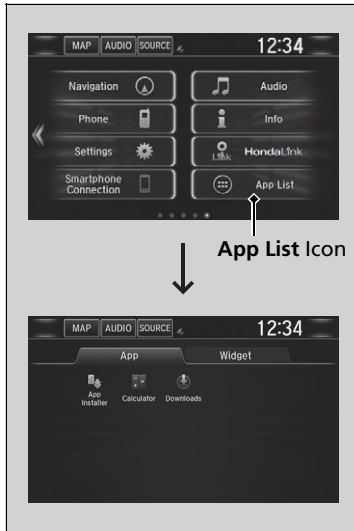 MAP AUDIO SOURCE 12:34
Navigation Audio
Phone Info
Settings Link HondaLink
Smartphone
Connection App List
App List Icon
MAP AUDIO SOURCE 12:34
App Widget
App
Installer Calculator Downloads